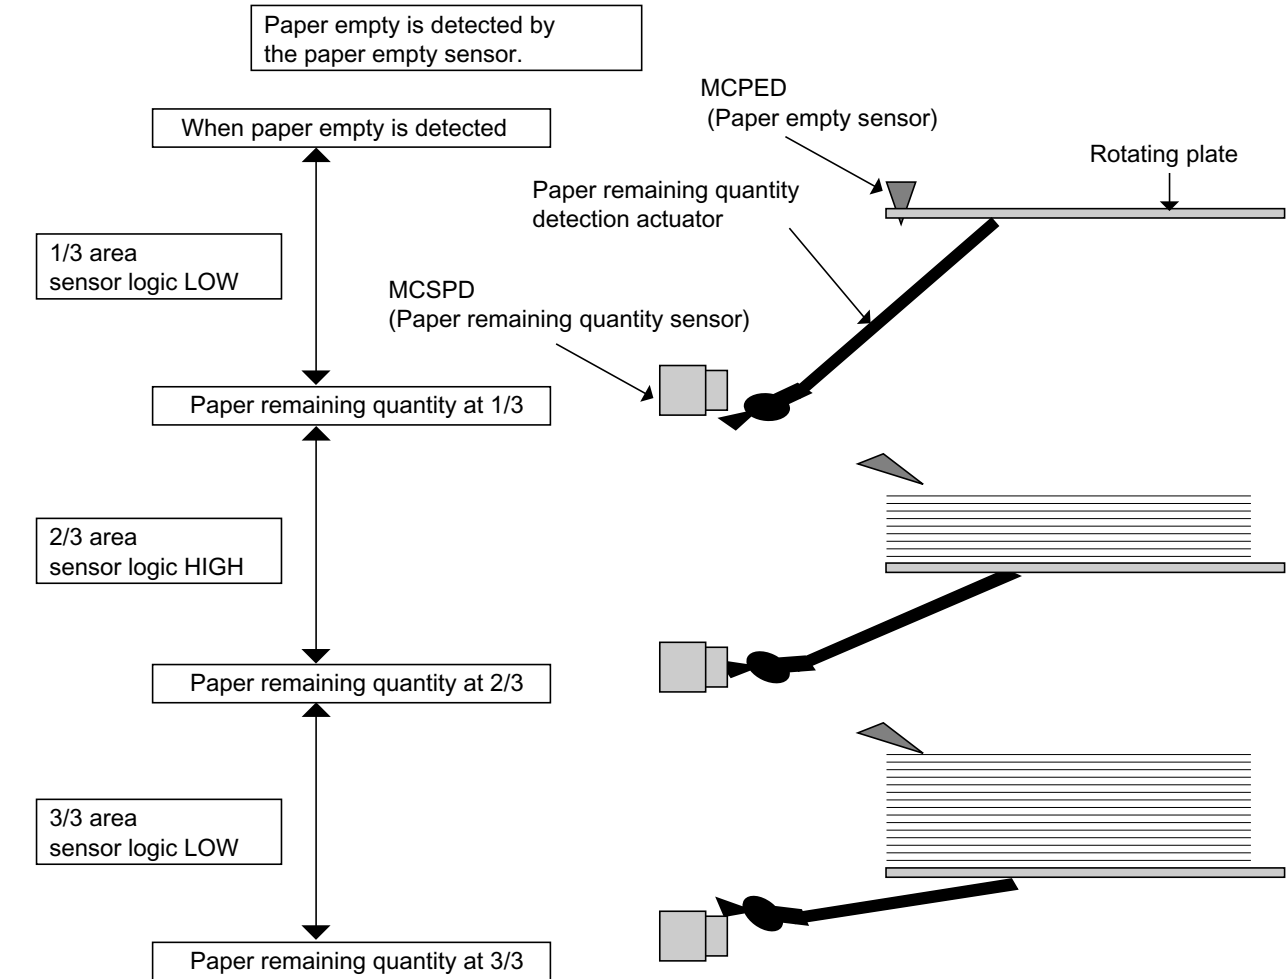 Paper empty is detected by
the paper empty sensor.
MCPED
(Paper empty sensor)
When paper empty is detected
Rotating plate
Paper remaining quantity
detection actuator
1/3 area
sensor logic LOW
MCSPD
(Paper remaining quantity sensor)
Paper remaining quantity at 1/3
2/3 area
sensor logic HIGH
Paper remaining quantity at 2/3
3/3 area
sensor logic LOW
Paper remaining quantity at 3/3